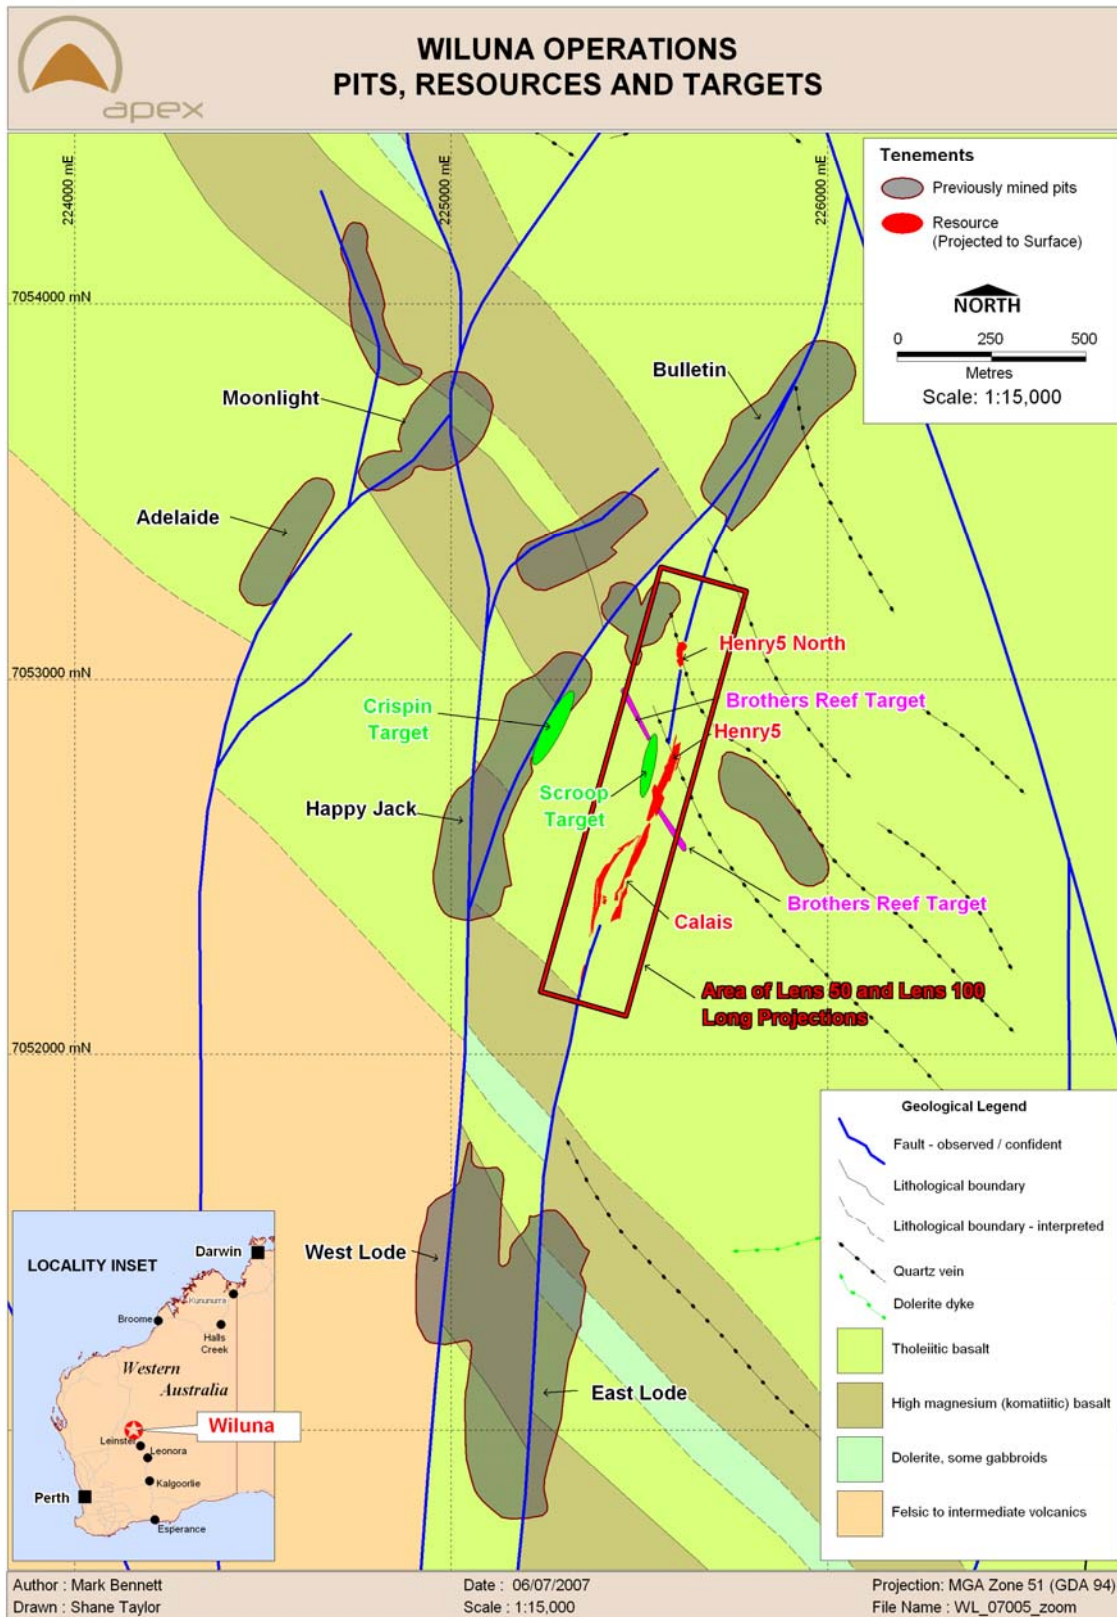 WILUNA OPERATIONS
PITS, RESOURCES AND TARGETS
apex
224000 mE
225000 mE
226000 mE
Tenements
Previously mined pits
Resource
(Projected to Surface)
NORTH
0 250 500
Metres
Scale: 1:15,000
7054000 mN
Bulletin
Moonlight
Adelaide
7053000 mN
Henry5 North
Crispin
Target
Brothers Reef Target
Henry5
Scroop
Target
Happy Jack
Brothers Reef Target
Calais
Area of Lens 50 and Lens 100
Long Projections
7052000 mN
West Lode
East Lode
Geological Legend
Fault - observed / confident
Lithological boundary
Lithological boundary - interpreted
Quartz vein
Dolerite dyke
Tholeiitic basalt
High magnesium (komatiitic) basalt
Dolerite, some gabbroids
Felsic to intermediate volcanics
LOCALITY INSET
Darwin
Kununurra
Broome
Halls
Creek
Western
Australia
Wiluna
Leinster
Leonora
Kalgoorlie
Perth
Esperance
Author : Mark Bennett
Drawn : Shane Taylor
Date : 06/07/2007
Scale : 1:15,000
Projection: MGA Zone 51 (GDA 94)
File Name : WL_07005_zoom